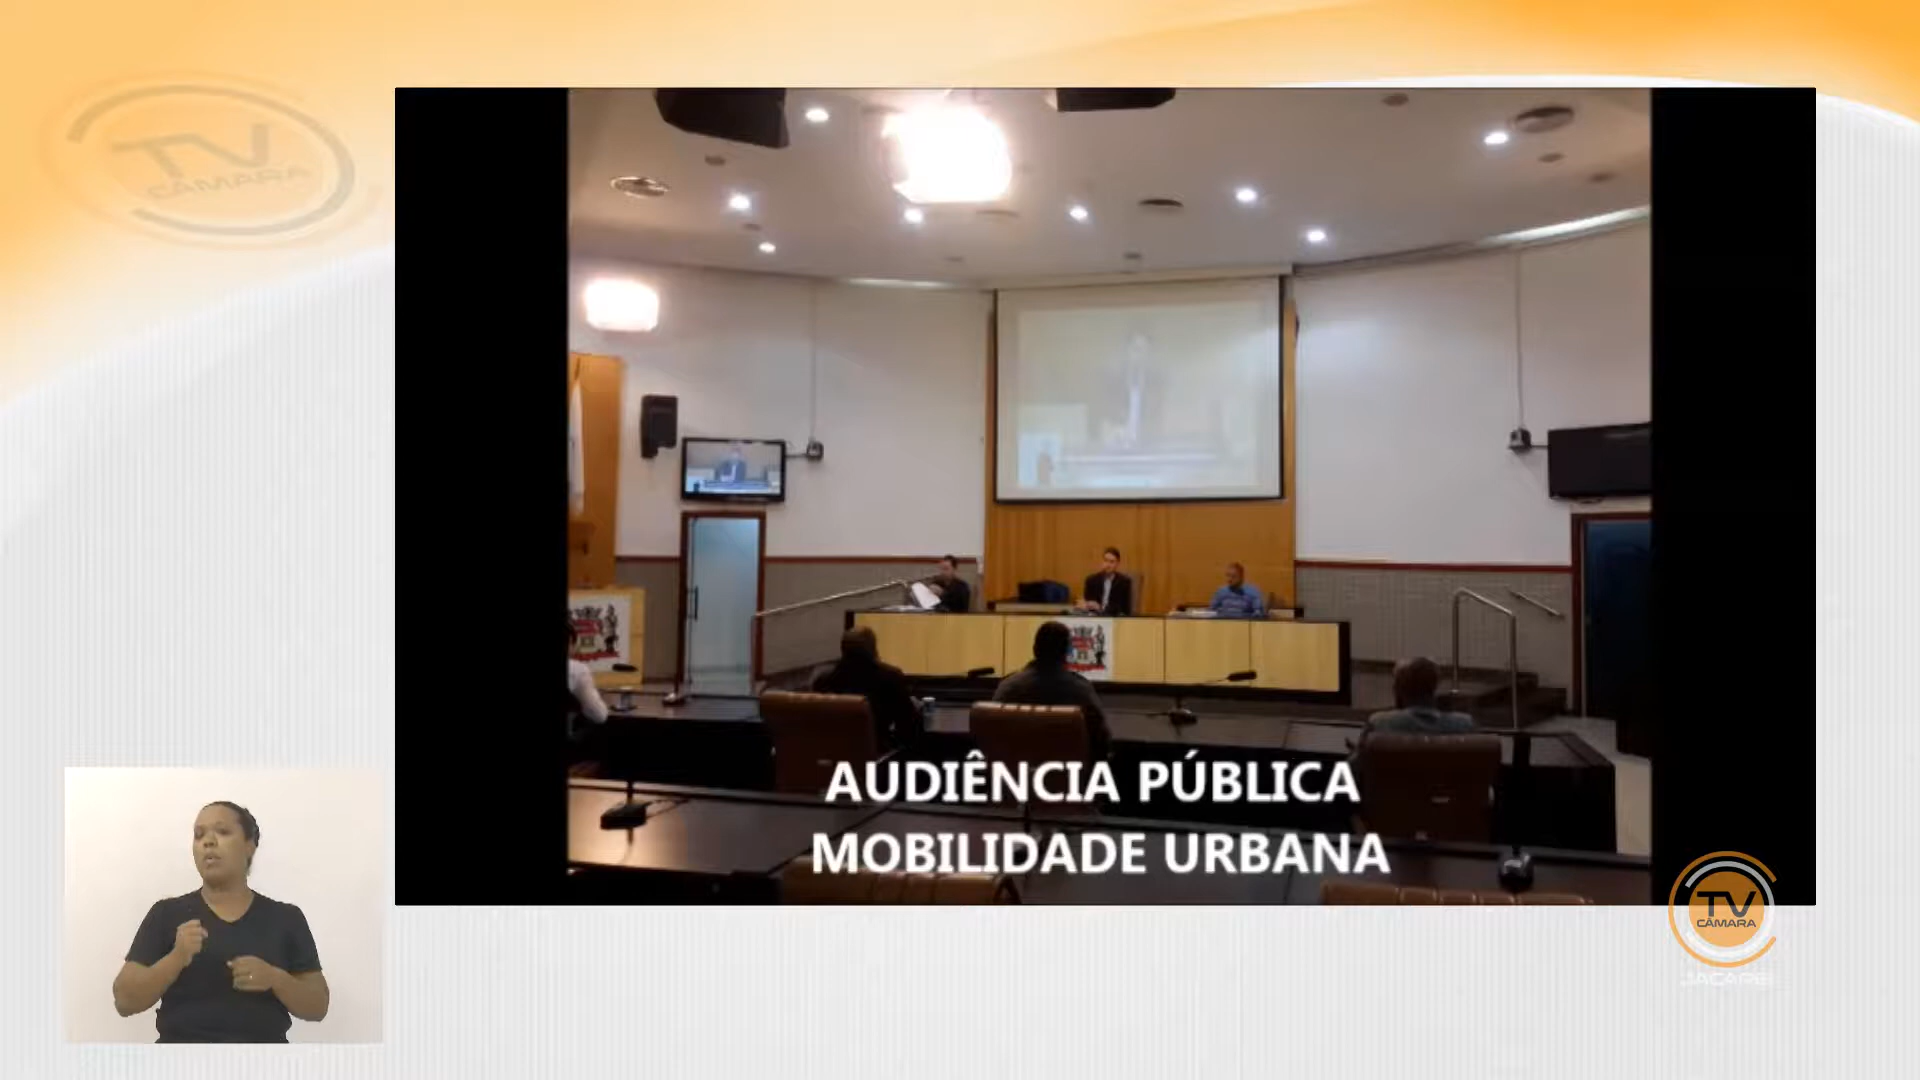 TV
CÂMARA
AUDIÊNCIA PÚBLICA
MOBILIDADE URBANA
TV
CÂMARA
JACAREÍ